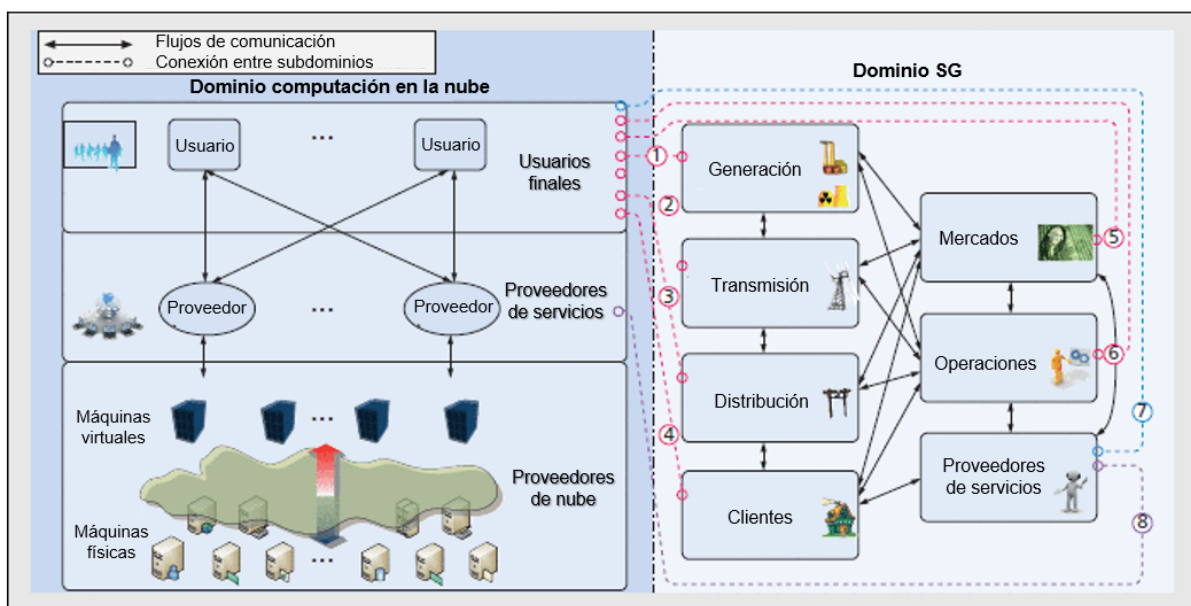 Flujos de comunicación
Conexión entre subdominios
Dominio computación en la nube
Usuario
...
Usuario
Usuarios
finales
Proveedor
...
Proveedor
Proveedores
de servicios
Máquinas
virtuales
...
Proveedores
de nube
Máquinas
físicas
...
Dominio SG
1
Generación
2
Transmisión
3
Distribución
4
Clientes
Mercados
5
Operaciones
6
Proveedores
de servicios
7
8